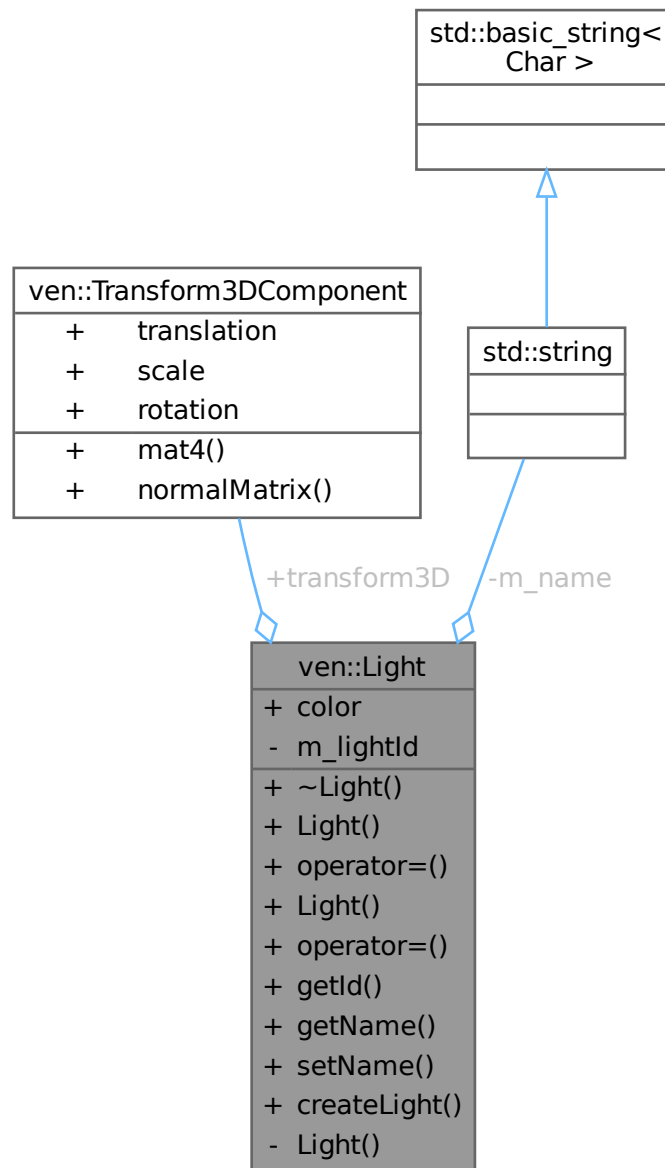 std::basic_string<
Char >
ven::Transform3DComponent
+ translation
+ scale
+ rotation
+ mat4()
+ normalMatrix()
std::string
+transform3D
-m_name
ven::Light
+ color
- m_lightId
+ ~Light()
+ Light()
+ operator=()
+ Light()
+ operator=()
+ getId()
+ getName()
+ setName()
+ createLight()
- Light()